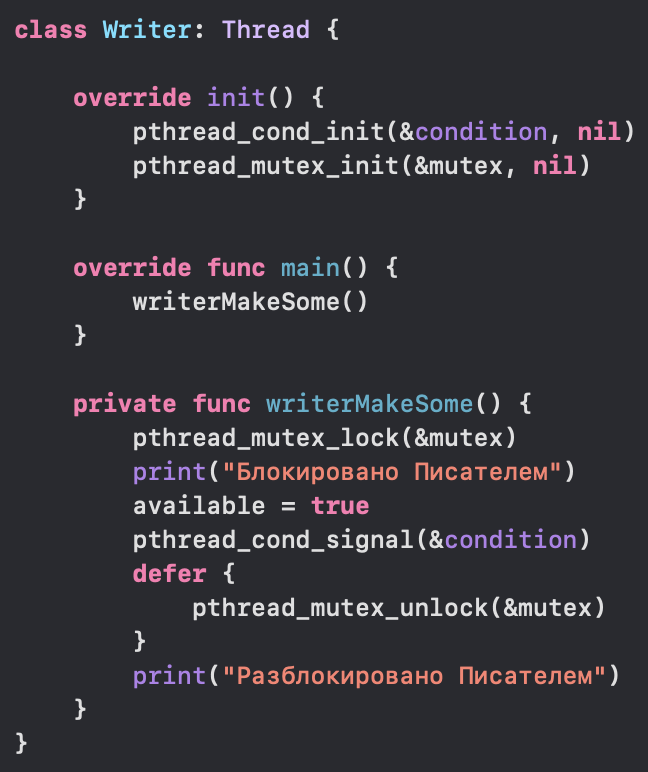 class Writer: Thread {
override init() {
pthread_cond_init(&condition, nil)
pthread_mutex_init(&mutex, nil)
}
override func main() {
writerMakeSome()
}
private func writerMakeSome() {
pthread_mutex_lock(&mutex)
print("Блокировано Писателем")
available = true
pthread_cond_signal(&condition)
defer {
pthread_mutex_unlock(&mutex)
}
print("Разблокировано Писателем")
}
}